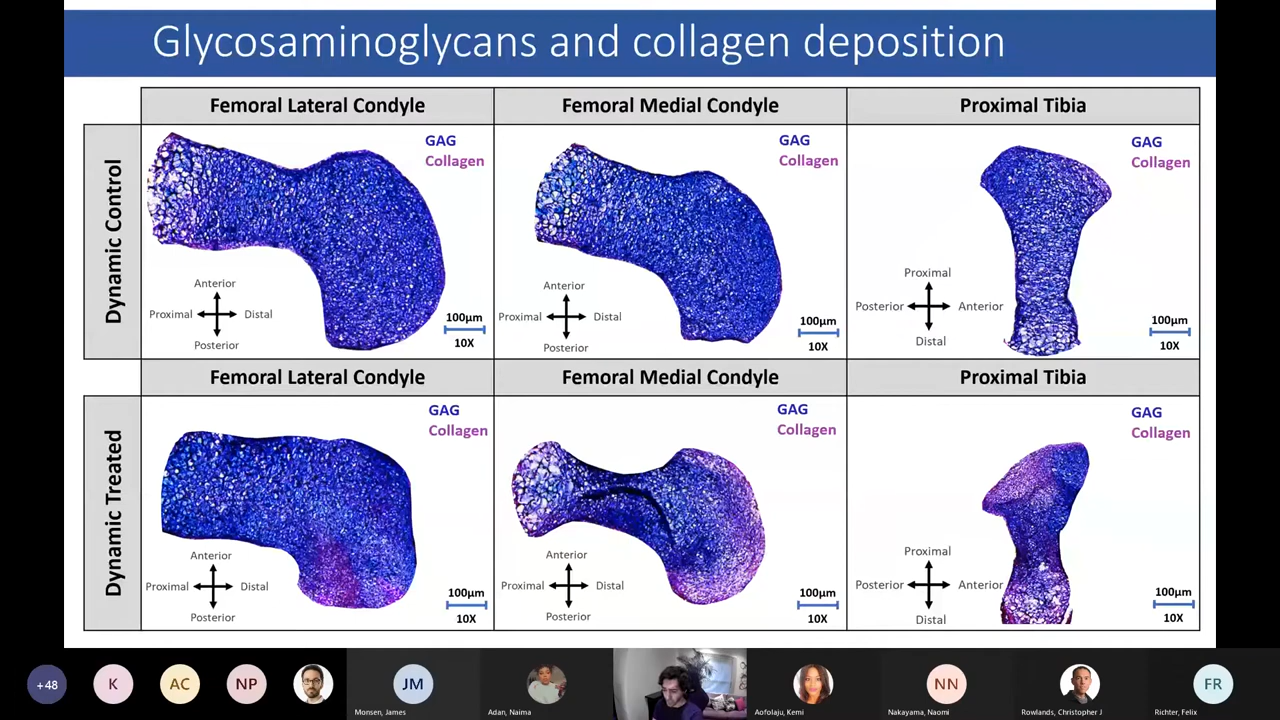 Glycosaminoglycans and collagen deposition
Femoral Lateral Condyle
Femoral Medial Condyle
Proximal Tibia
Dynamic Control
GAG
Collagen
Anterior
Proximal
Distal
Posterior
100µm
10X
GAG
Collagen
Anterior
Proximal
Distal
Posterior
100µm
10X
GAG
Collagen
Proximal
Posterior
Anterior
Distal
100µm
10X
Femoral Lateral Condyle
Femoral Medial Condyle
Proximal Tibia
Dynamic Treated
GAG
Collagen
Anterior
Proximal
Distal
Posterior
100µm
10X
GAG
Collagen
Anterior
Proximal
Distal
Posterior
100µm
10X
GAG
Collagen
Proximal
Posterior
Anterior
Distal
100µm
10X
+48
K
AC
NP
JM
Monsen, James
Adan, Naima
Aofolaju, Kemi
NN
Nakayama, Naomi
Rowlands, Christopher J
FR
Richter, Felix